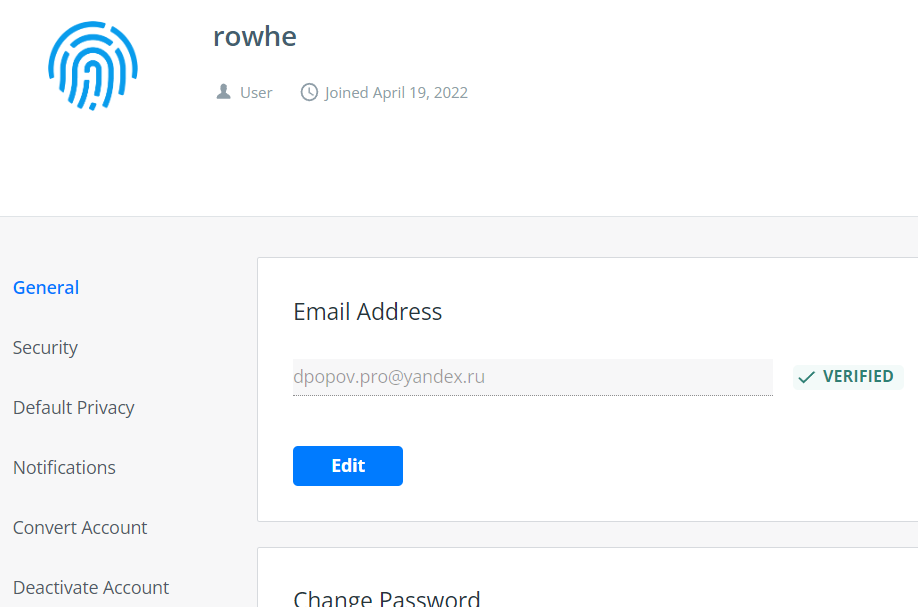 rowhe
User Joined April 19, 2022
General
Security
Default Privacy
Notifications
Convert Account
Deactivate Account
Email Address
dpopov.pro@yandex.ru VERIFIED
Edit
Change Password